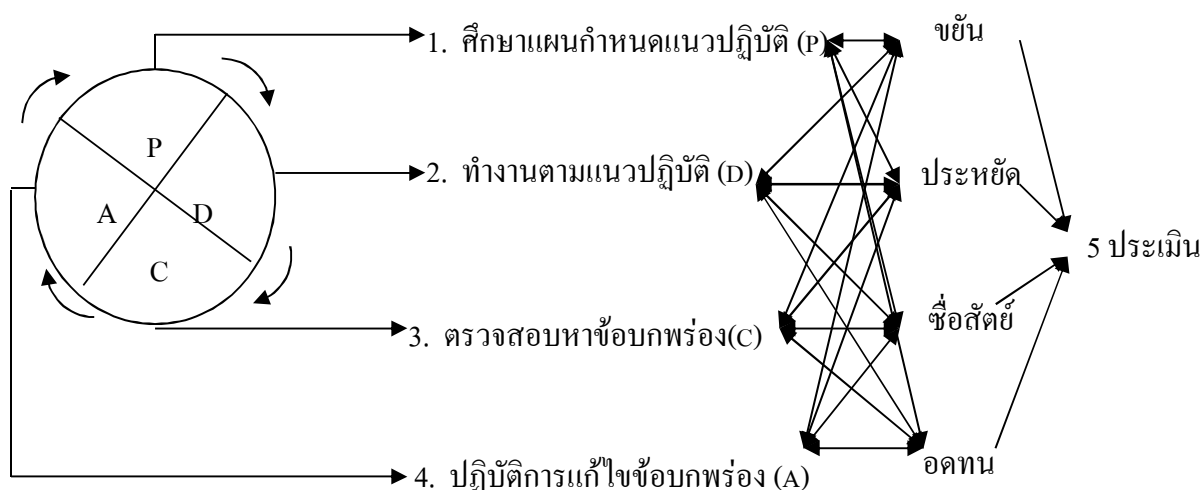 1. ศึกษาแผนกำหนดแนวปฏิบัติ (P)
ขยัน
P
2. ทำงานตามแนวปฏิบัติ (D)
ประหยัด
A
D
5 ประเมิน
C
3. ตรวจสอบหาข้อบกพร่อง(C)
ซื่อสัตย์
อดทน
4. ปฏิบัติการแก้ไขข้อบกพร่อง (A)